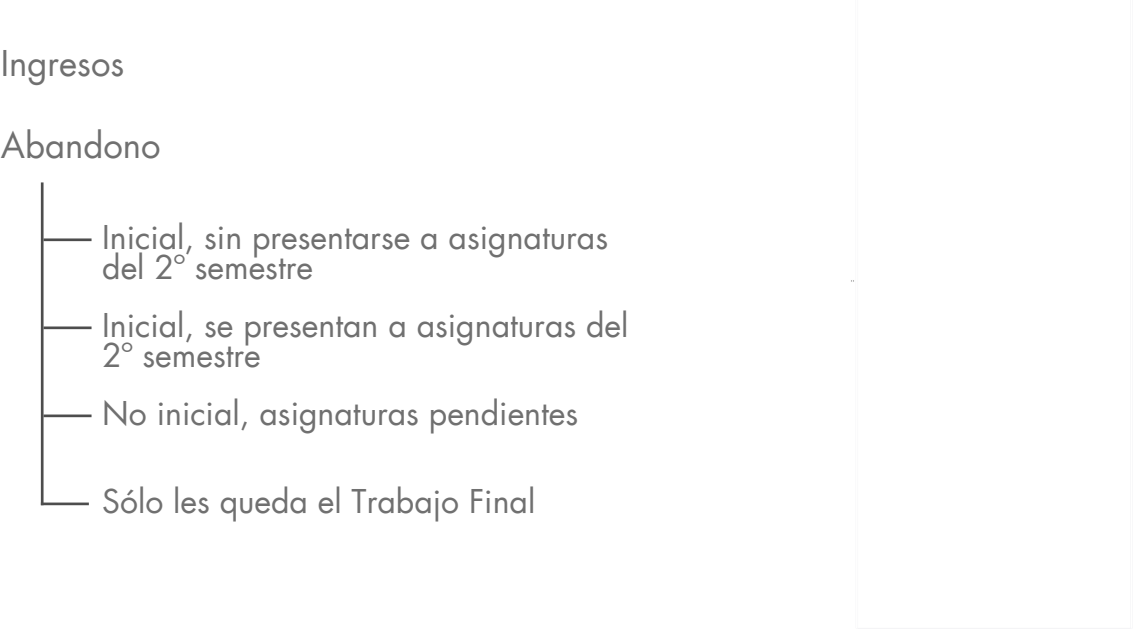 Ingresos
Abandono
Inicial, sin presentarse a asignaturas
del 2º semestre
Inicial, se presentan a asignaturas del
2º semestre
No inicial, asignaturas pendientes
Sólo les queda el Trabajo Final